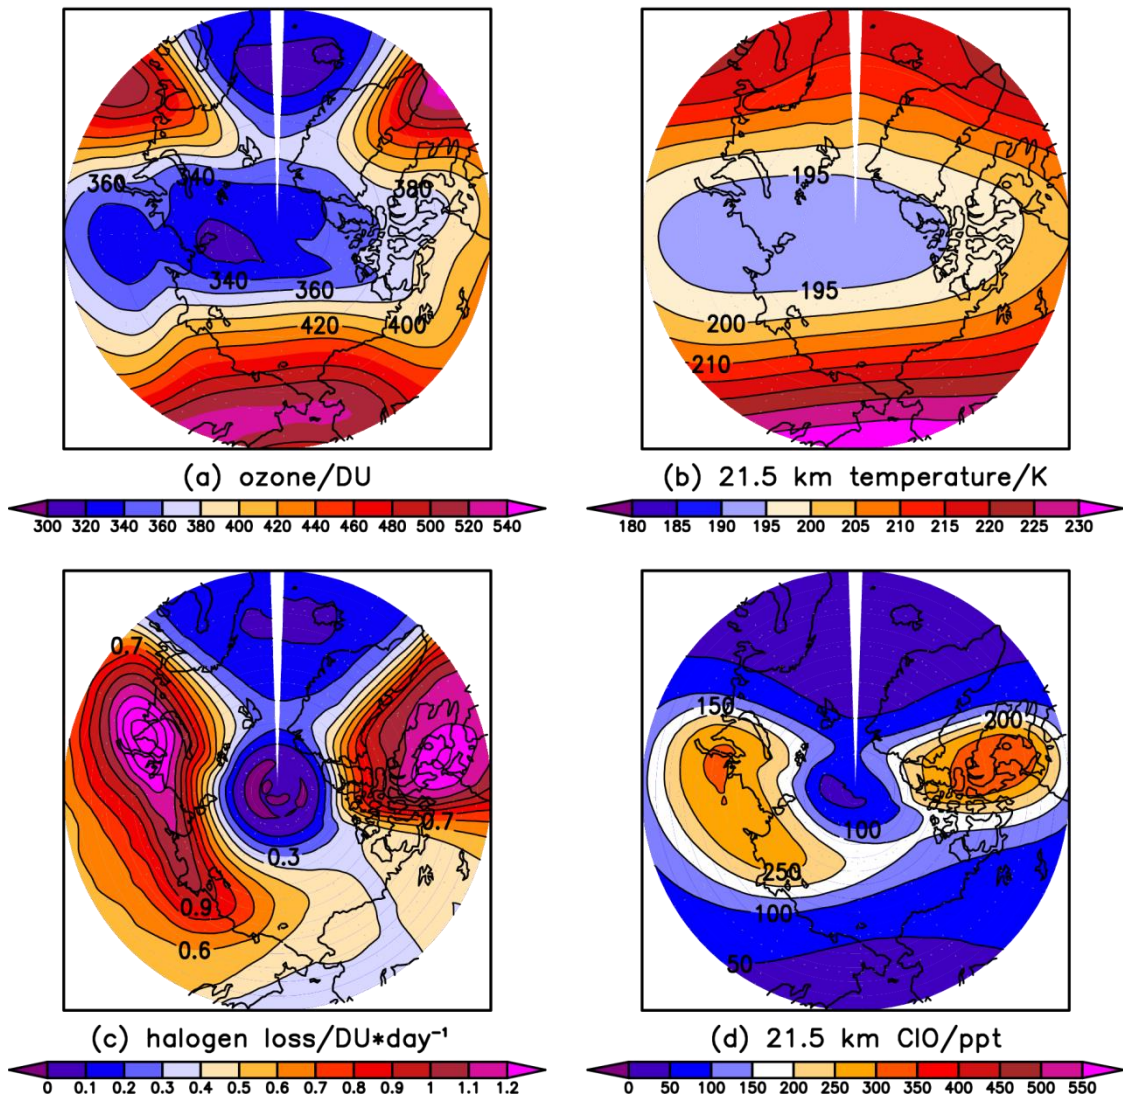 360
340
380
340
360
420
400
(a) ozone/DU
300 320 340 360 380 400 420 440 460 480 500 520 540
195
195
200
210
(b) 21.5 km temperature/K
180 185 190 195 200 205 210 215 220 225 230
0.7
0.7
0.3
0.9
0.6
(c) halogen loss/DU*day⁻¹
0 0.1 0.2 0.3 0.4 0.5 0.6 0.7 0.8 0.9 1 1.1 1.2
150
200
100
250
100
50
(d) 21.5 km ClO/ppt
0 50 100 150 200 250 300 350 400 450 500 550